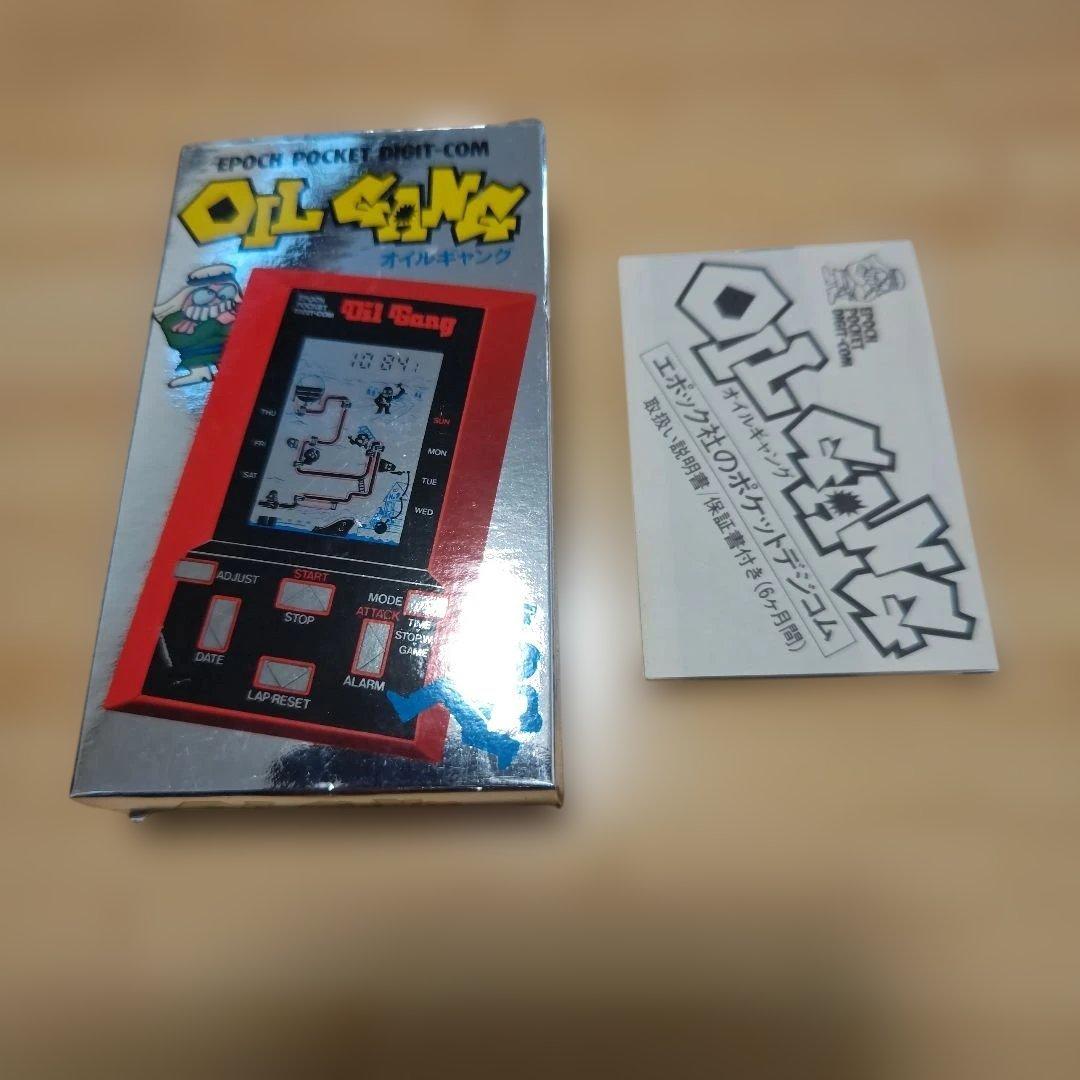 EPOCH POCKET DIGIT-COM
OIL GANG
オイルギャング
EPOCH
POCKET
DIGIT-COM
Oil Gang
10 841
THU
FRI
SAT
SUN
MON
TUE
WED
ADJUST
START
STOP
MODE
ATTACK
TIME
STOP.W
GAME
DATE
LAP·RESET
ALARM
EPOCH
POCKET
DIGIT-COM
OIL GANG
オイルギャング
エポック社のポケットデジコム
取扱い説明書/保証書付き(6ヶ月間)